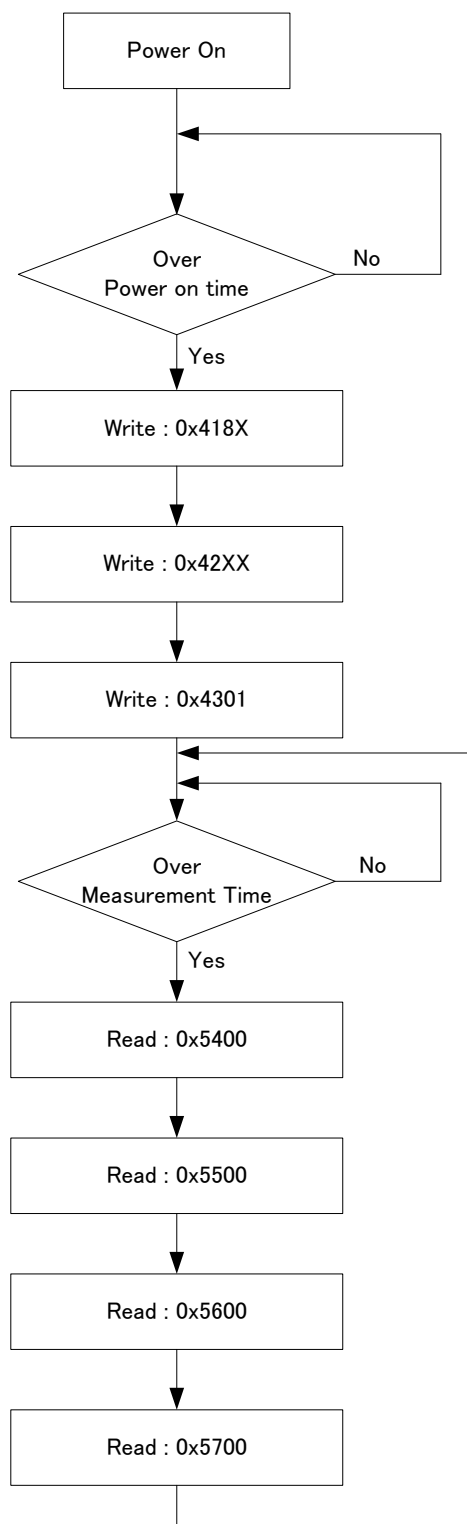 Power On
Over
Power on time
No
Yes
Write : 0x418X
Write : 0x42XX
Write : 0x4301
Over
Measurement Time
No
Yes
Read : 0x5400
Read : 0x5500
Read : 0x5600
Read : 0x5700